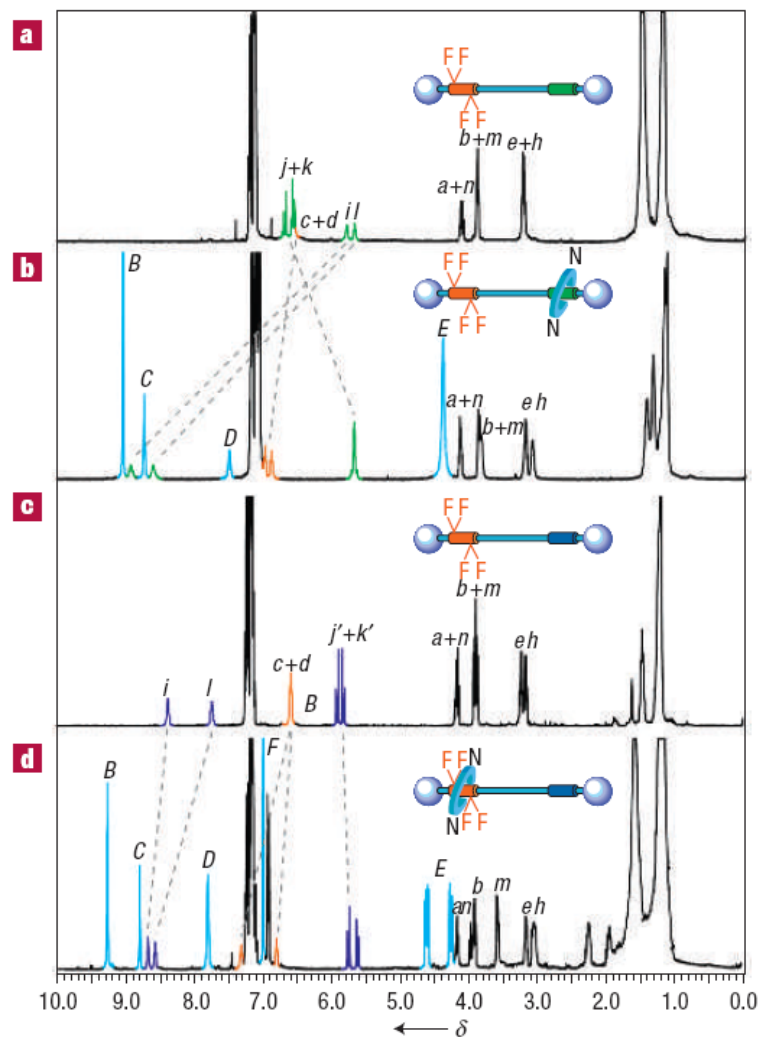 a
F F
F F
j+k
c+d
i l
a+n
b+m
e+h
b
B
C
D
F F
F F
N
N
E
a+n
b+m
e h
c
F F
F F
i
l
c+d
B
j'+k'
a+n
b+m
e h
d
B
C
D
F
F F
F F
N
N
E
a n
b
m
e h
10.0 9.0 8.0 7.0 6.0 5.0 4.0 3.0 2.0 1.0 0.0
← δ